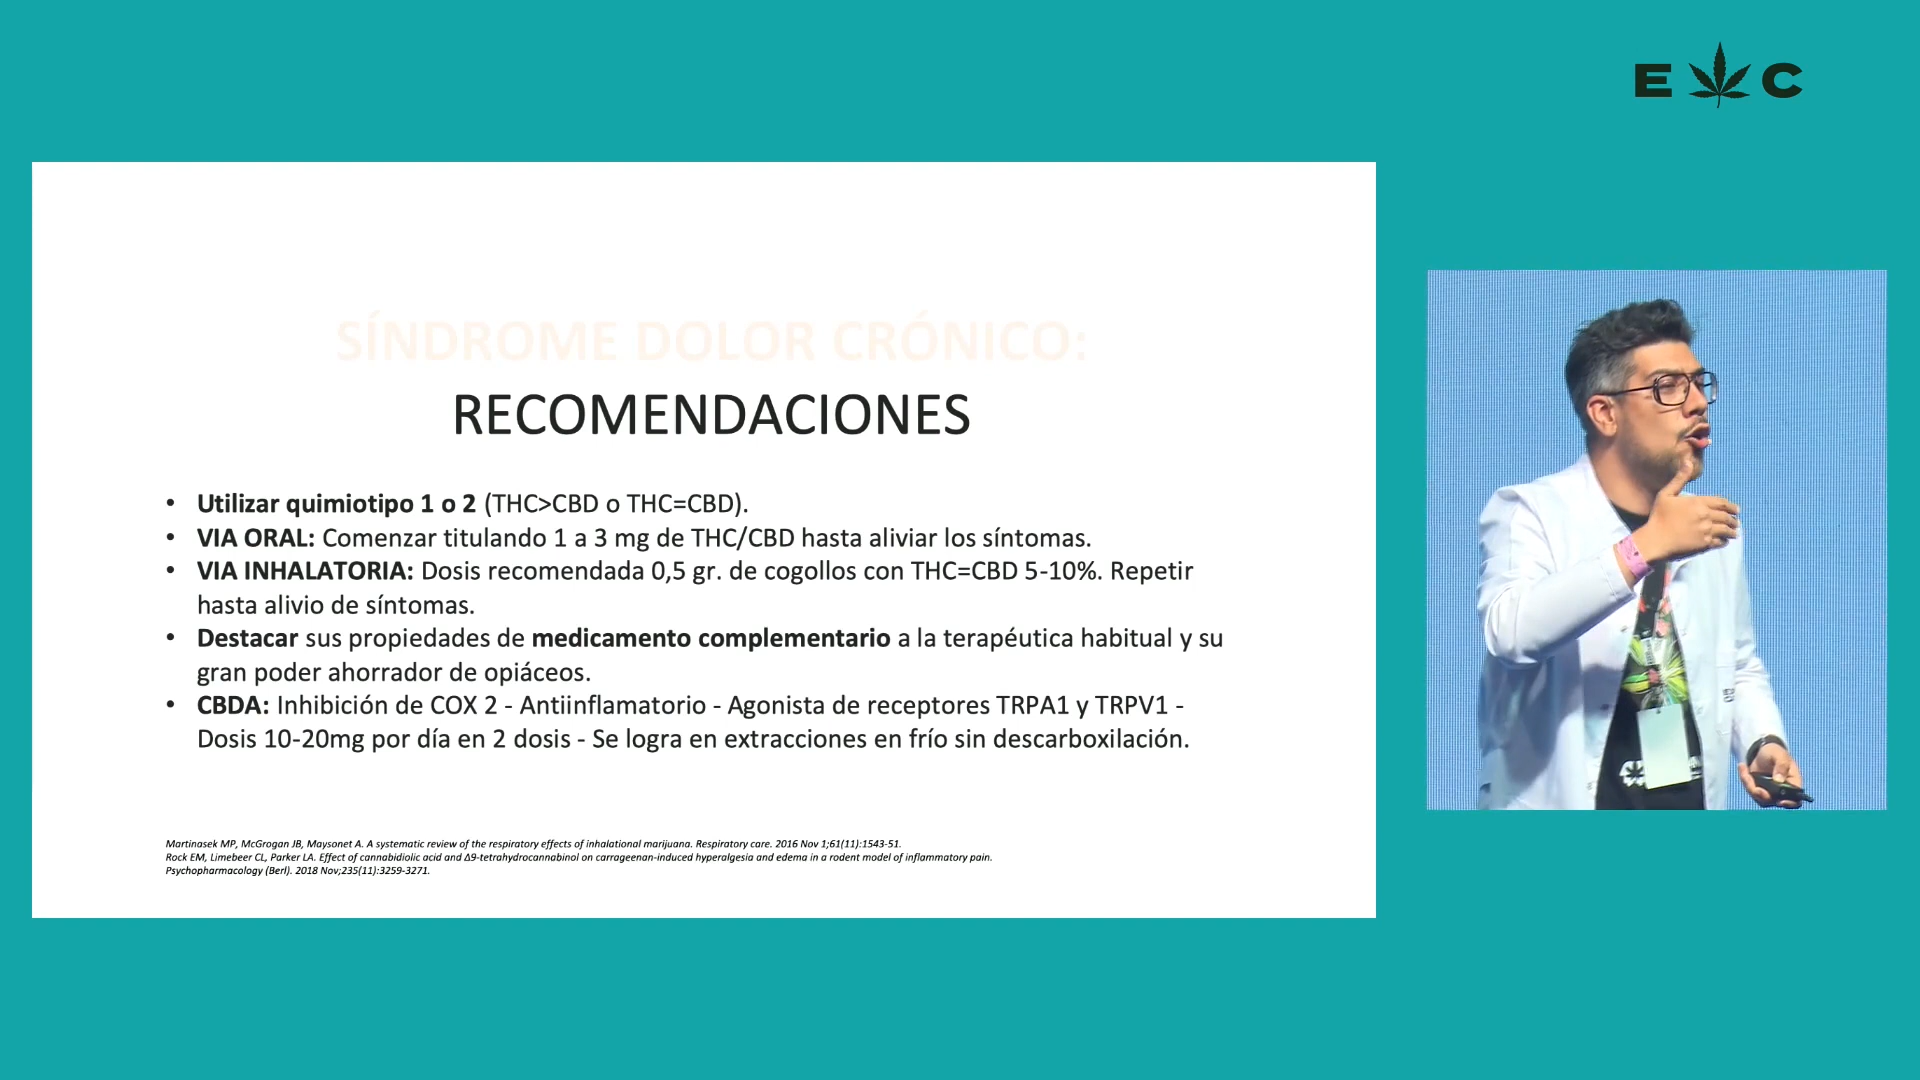 E C
SÍNDROME DOLOR CRÓNICO:
RECOMENDACIONES
• Utilizar quimiotipo 1 o 2 (THC>CBD o THC=CBD).
• VIA ORAL: Comenzar titulando 1 a 3 mg de THC/CBD hasta aliviar los síntomas.
• VIA INHALATORIA: Dosis recomendada 0,5 gr. de cogollos con THC=CBD 5-10%. Repetir
hasta alivio de síntomas.
• Destacar sus propiedades de medicamento complementario a la terapéutica habitual y su
gran poder ahorrador de opiáceos.
• CBDA: Inhibición de COX 2 - Antiinflamatorio - Agonista de receptores TRPA1 y TRPV1 -
Dosis 10-20mg por día en 2 dosis - Se logra en extracciones en frío sin descarboxilación.
Martinasek MP, McGrogan JB, Maysonet A. A systematic review of the respiratory effects of inhalational marijuana. Respiratory care. 2016 Nov 1;61(11):1543-51.
Rock EM, Limebeer CL, Parker LA. Effect of cannabidiolic acid and Δ9-tetrahydrocannabinol on carrageenan-induced hyperalgesia and edema in a rodent model of inflammatory pain.
Psychopharmacology (Berl). 2018 Nov;235(11):3259-3271.